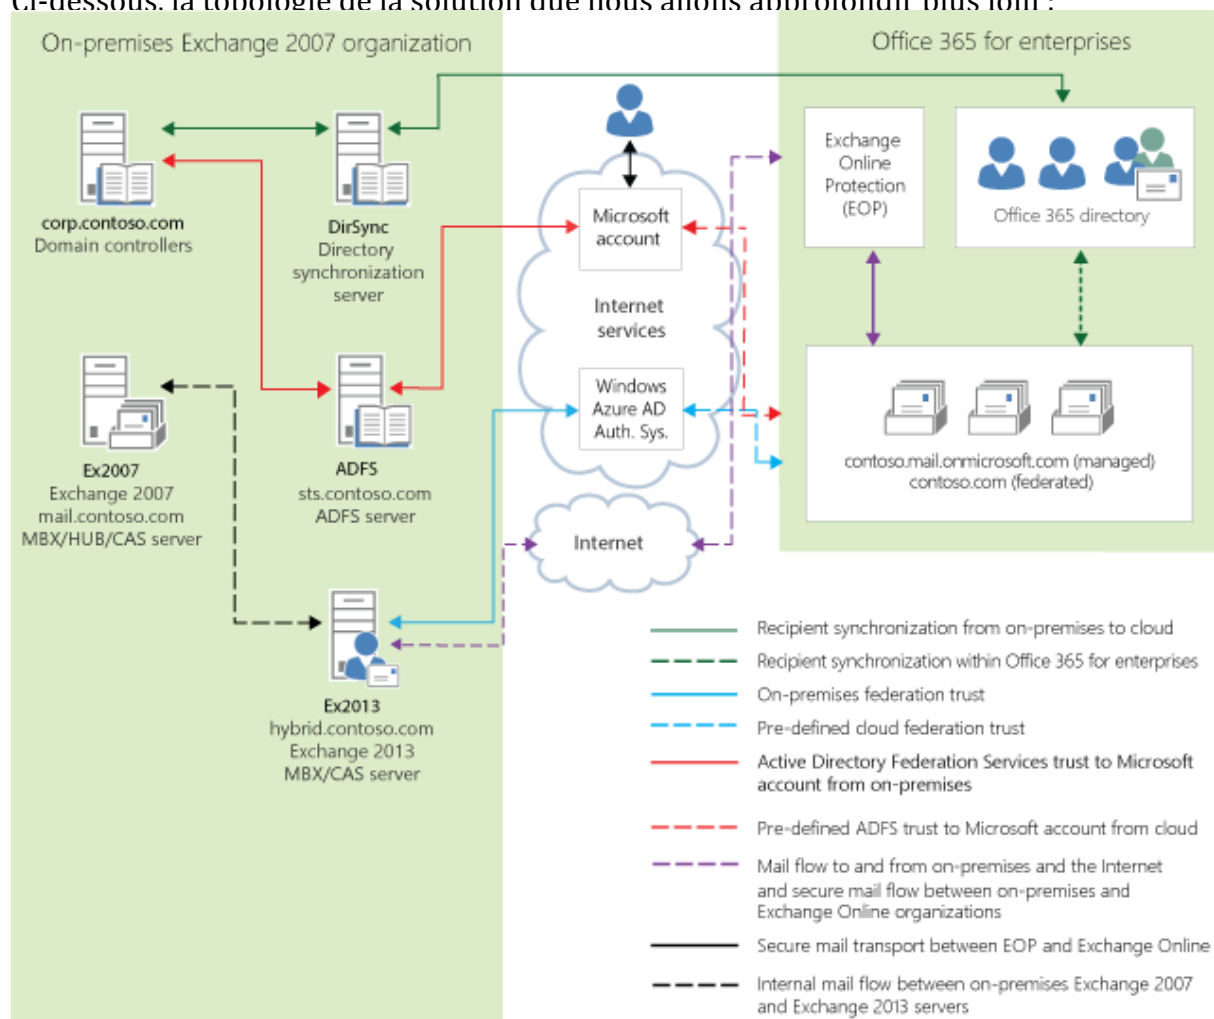 Ci-dessous, la topologie de la solution que nous allons approfondir plus loin :
On-premises Exchange 2007 organization
Office 365 for enterprises
corp.contoso.com
Domain controllers
DirSync
Directory
synchronization
server
Microsoft
account
Internet
services
Exchange
Online
Protection
(EOP)
Office 365 directory
Ex2007
Exchange 2007
mail.contoso.com
MBX/HUB/CAS server
ADFS
sts.contoso.com
ADFS server
Windows
Azure AD
Auth. Sys.
contoso.mail.onmicrosoft.com (managed)
contoso.com (federated)
Internet
Ex2013
hybrid.contoso.com
Exchange 2013
MBX/CAS server
Recipient synchronization from on-premises to cloud
Recipient synchronization within Office 365 for enterprises
On-premises federation trust
Pre-defined cloud federation trust
Active Directory Federation Services trust to Microsoft
account from on-premises
Pre-defined ADFS trust to Microsoft account from cloud
Mail flow to and from on-premises and the Internet
and secure mail flow between on-premises and
Exchange Online organizations
Secure mail transport between EOP and Exchange Online
Internal mail flow between on-premises Exchange 2007
and Exchange 2013 servers